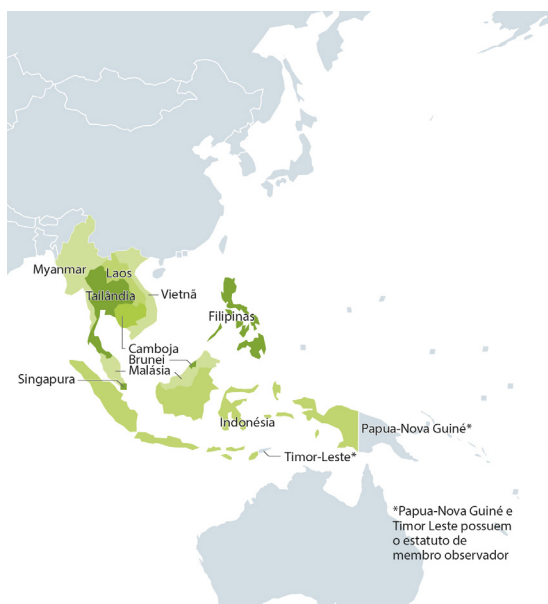 Myanmar
Laos
Tailândia
Vietnã
Filipinas
Camboja
Brunei
Malásia
Singapura
Indonésia
Papua-Nova Guiné*
Timor-Leste*
*Papua-Nova Guiné e
Timor Leste possuem
o estatuto de
membro observador